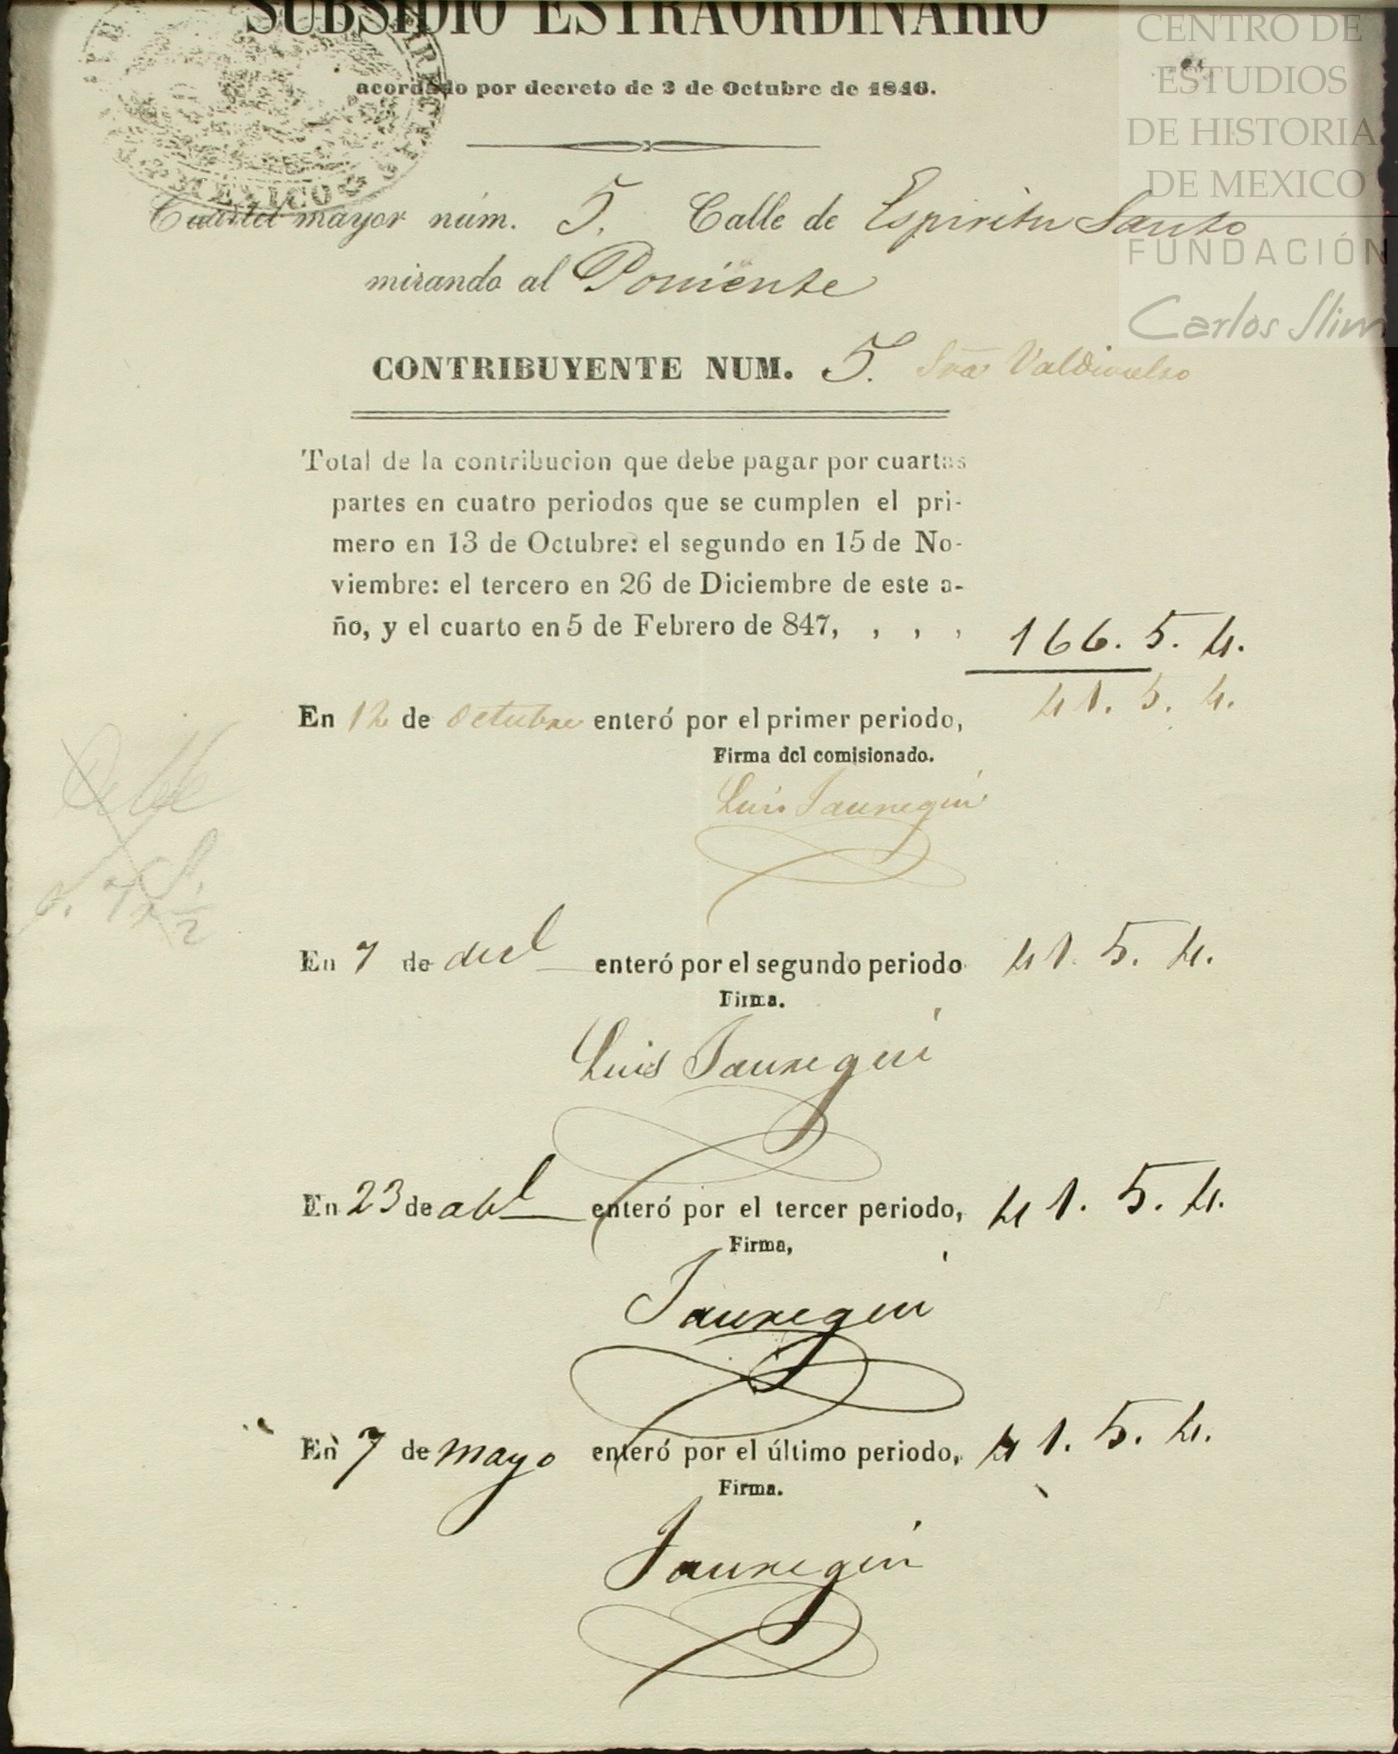 SUBSIDIO ESTRAORDINARIO
acordado por decreto de 2 de Octubre de 1846.
MÉXICO
CENTRO DE
ESTUDIOS
DE HISTORIA
DE MEXICO
FUNDACIÓN
Carlos Slim
Cuartel mayor núm. 5. Calle de Espiritu Santo
mirando al Poniente
CONTRIBUYENTE NUM. 5. Sra Valdivielso
Total de la contribucion que debe pagar por cuartas
partes en cuatro periodos que se cumplen el pri-
mero en 13 de Octubre: el segundo en 15 de No-
viembre: el tercero en 26 de Diciembre de este a-
ño, y el cuarto en 5 de Febrero de 847, , , , 166. 5. 4.
En 12 de Octubre enteró por el primer periodo, 41. 5. 4.
Firma del comisionado.
Luis Jauregui
Debe
En 7 de enteró por el segundo periodo 41. 5. 4.
Firma.
Luis Jauregui
En 23 de abl enteró por el tercer periodo, 41. 5. 4.
Firma,
Jauregui
En 7 de mayo enteró por el último periodo, 41. 5. 4.
Firma.
Jauregui